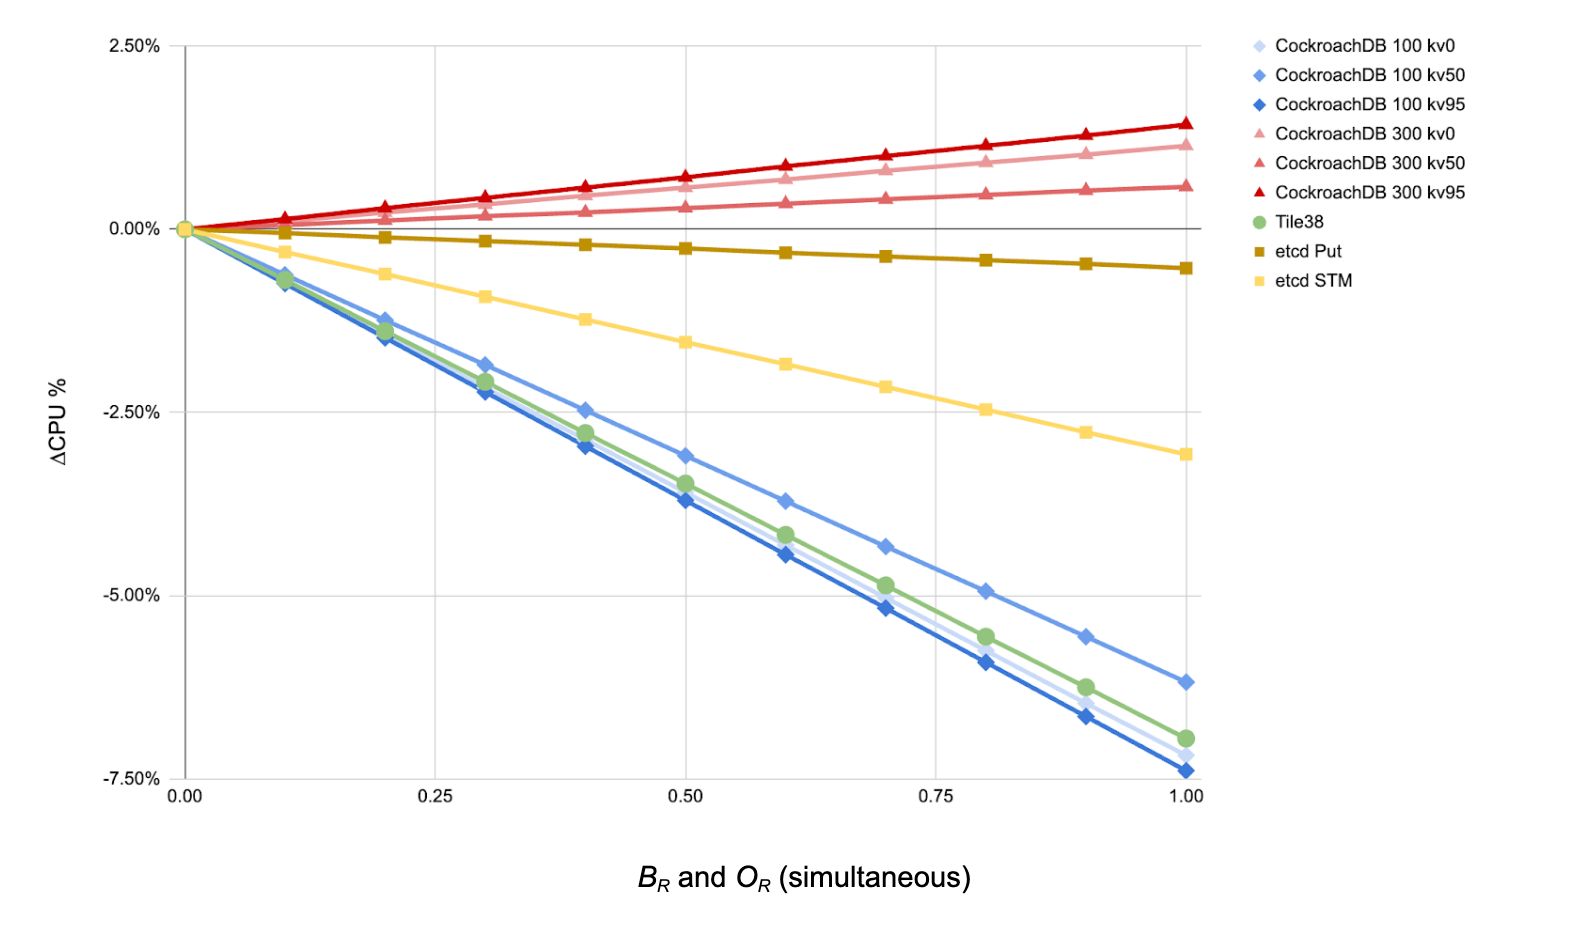 2.50%
0.00%
-2.50%
-5.00%
-7.50%
ΔCPU %
0.00 0.25 0.50 0.75 1.00
B_R and O_R (simultaneous)
CockroachDB 100 kv0
CockroachDB 100 kv50
CockroachDB 100 kv95
CockroachDB 300 kv0
CockroachDB 300 kv50
CockroachDB 300 kv95
Tile38
etcd Put
etcd STM